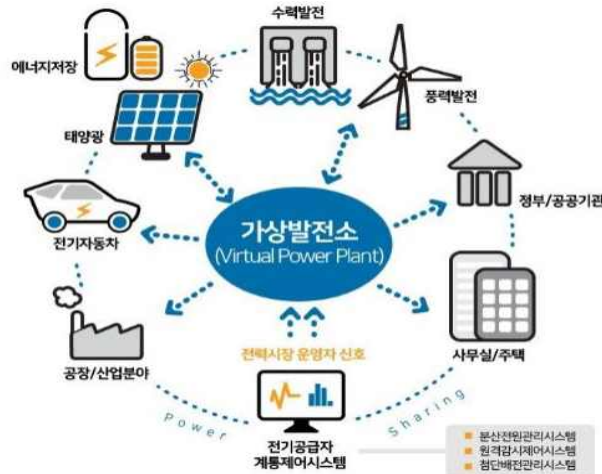 수력발전
에너지저장
풍력발전
태양광
정부/공공기관
가상발전소
(Virtual Power Plant)
전기자동차
전력시장 운영자 신호
공장/산업분야
사무실/주택
Power
Sharing
전기공급자
계통제어시스템
분산전원관리시스템
원격감시제어시스템
첨단배전관리시스템